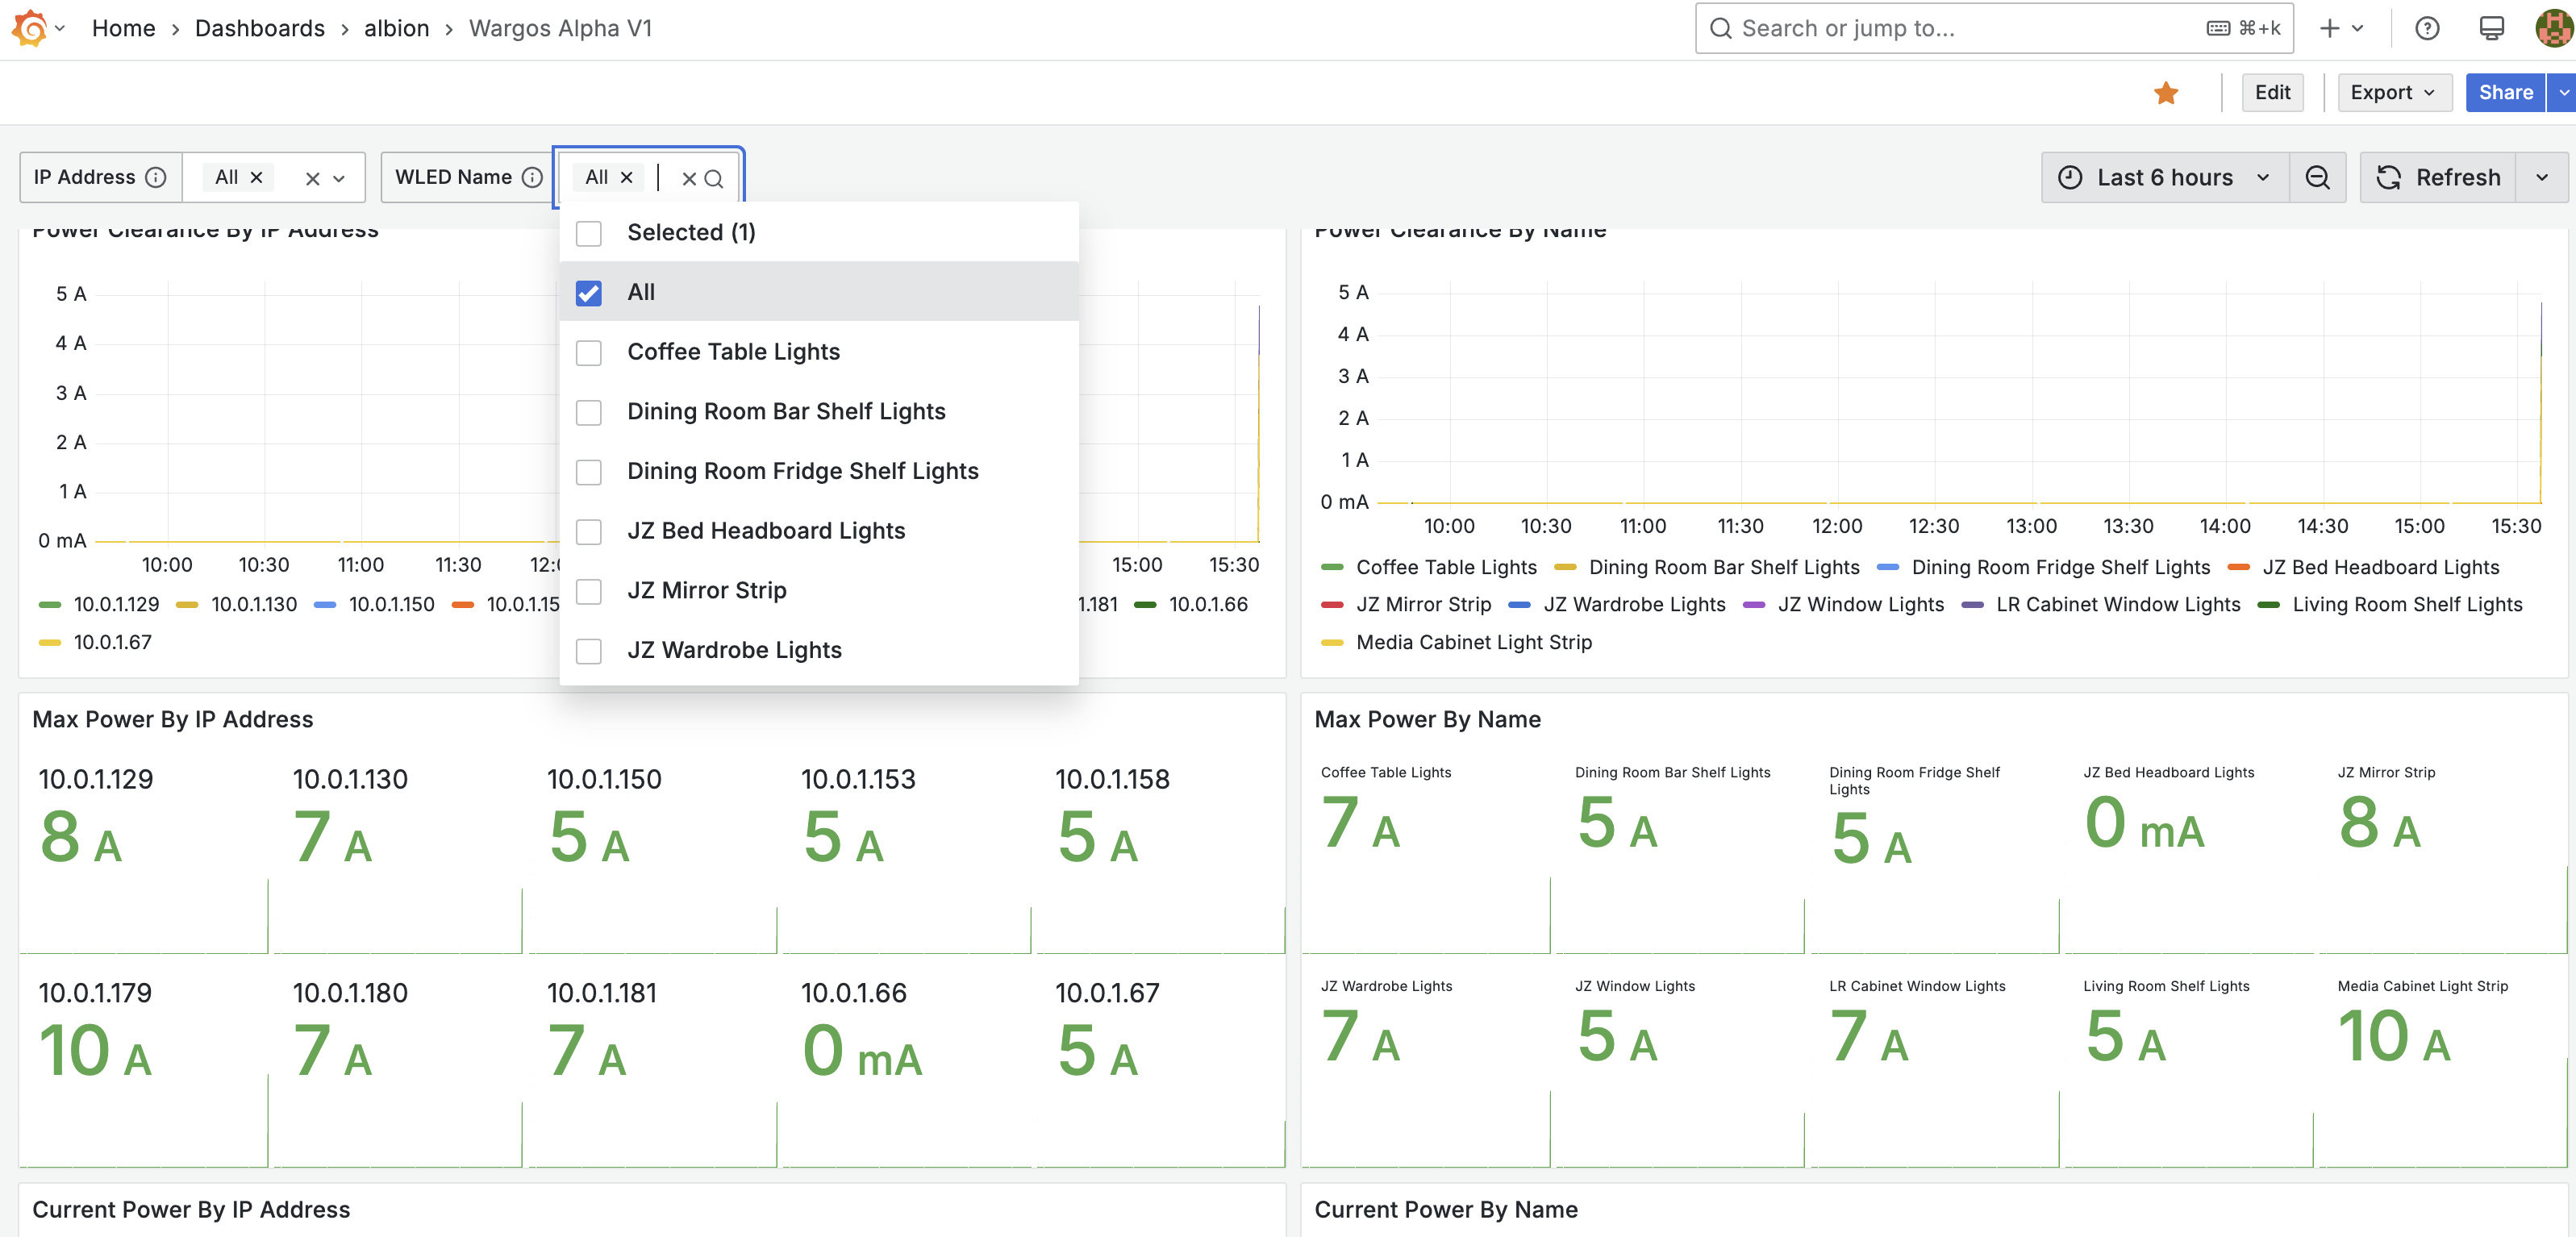 Home › Dashboards › albion › Wargos Alpha V1
Search or jump to... ⌘+k
Edit Export Share
IP Address All WLED Name All
Last 6 hours Refresh
Selected (1)
All
Coffee Table Lights
Dining Room Bar Shelf Lights
Dining Room Fridge Shelf Lights
JZ Bed Headboard Lights
JZ Mirror Strip
JZ Wardrobe Lights
Power Clearance By IP Address
5 A
4 A
3 A
2 A
1 A
0 mA
10:00 10:30 11:00 11:30 12:0 15:00 15:30
10.0.1.129 10.0.1.130 10.0.1.150 10.0.1.15 1.181 10.0.1.66
10.0.1.67
Power Clearance By Name
5 A
4 A
3 A
2 A
1 A
0 mA
10:00 10:30 11:00 11:30 12:00 12:30 13:00 13:30 14:00 14:30 15:00 15:30
Coffee Table Lights Dining Room Bar Shelf Lights Dining Room Fridge Shelf Lights JZ Bed Headboard Lights
JZ Mirror Strip JZ Wardrobe Lights JZ Window Lights LR Cabinet Window Lights Living Room Shelf Lights
Media Cabinet Light Strip
Max Power By IP Address
10.0.1.129 10.0.1.130 10.0.1.150 10.0.1.153 10.0.1.158
8 A 7 A 5 A 5 A 5 A
10.0.1.179 10.0.1.180 10.0.1.181 10.0.1.66 10.0.1.67
10 A 7 A 7 A 0 mA 5 A
Max Power By Name
Coffee Table Lights Dining Room Bar Shelf Lights Dining Room Fridge Shelf JZ Bed Headboard Lights JZ Mirror Strip
Lights
7 A 5 A 5 A 0 mA 8 A
JZ Wardrobe Lights JZ Window Lights LR Cabinet Window Lights Living Room Shelf Lights Media Cabinet Light Strip
7 A 5 A 7 A 5 A 10 A
Current Power By IP Address
Current Power By Name